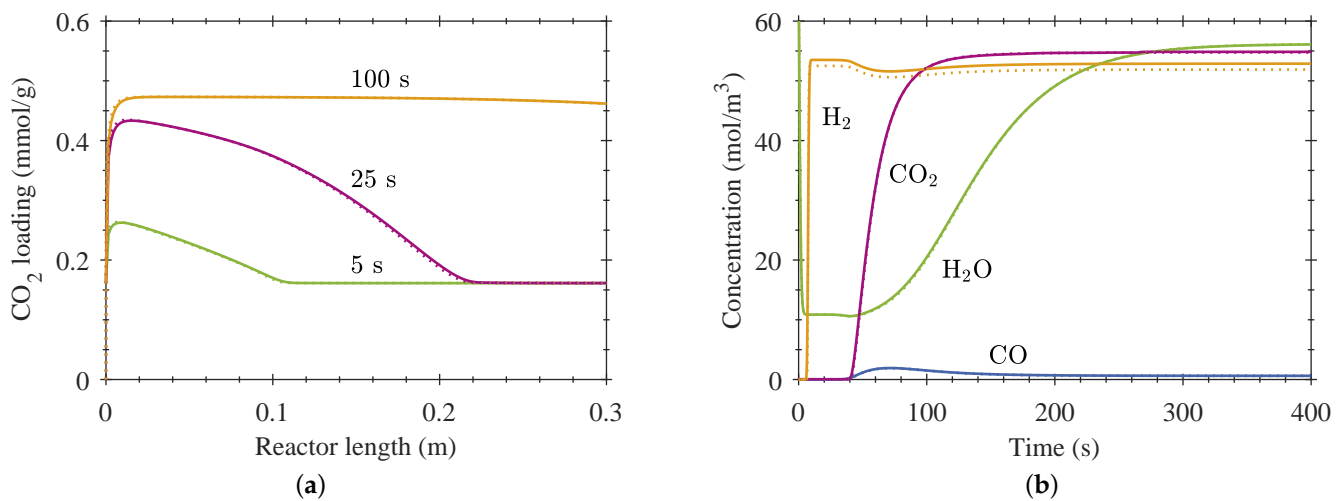 0.6
0.4
0.2
0
CO₂ loading (mmol/g)
100 s
25 s
5 s
0 0.1 0.2 0.3
Reactor length (m)
(a)
60
40
20
0
Concentration (mol/m³)
H₂
CO₂
H₂O
CO
0 100 200 300 400
Time (s)
(b)